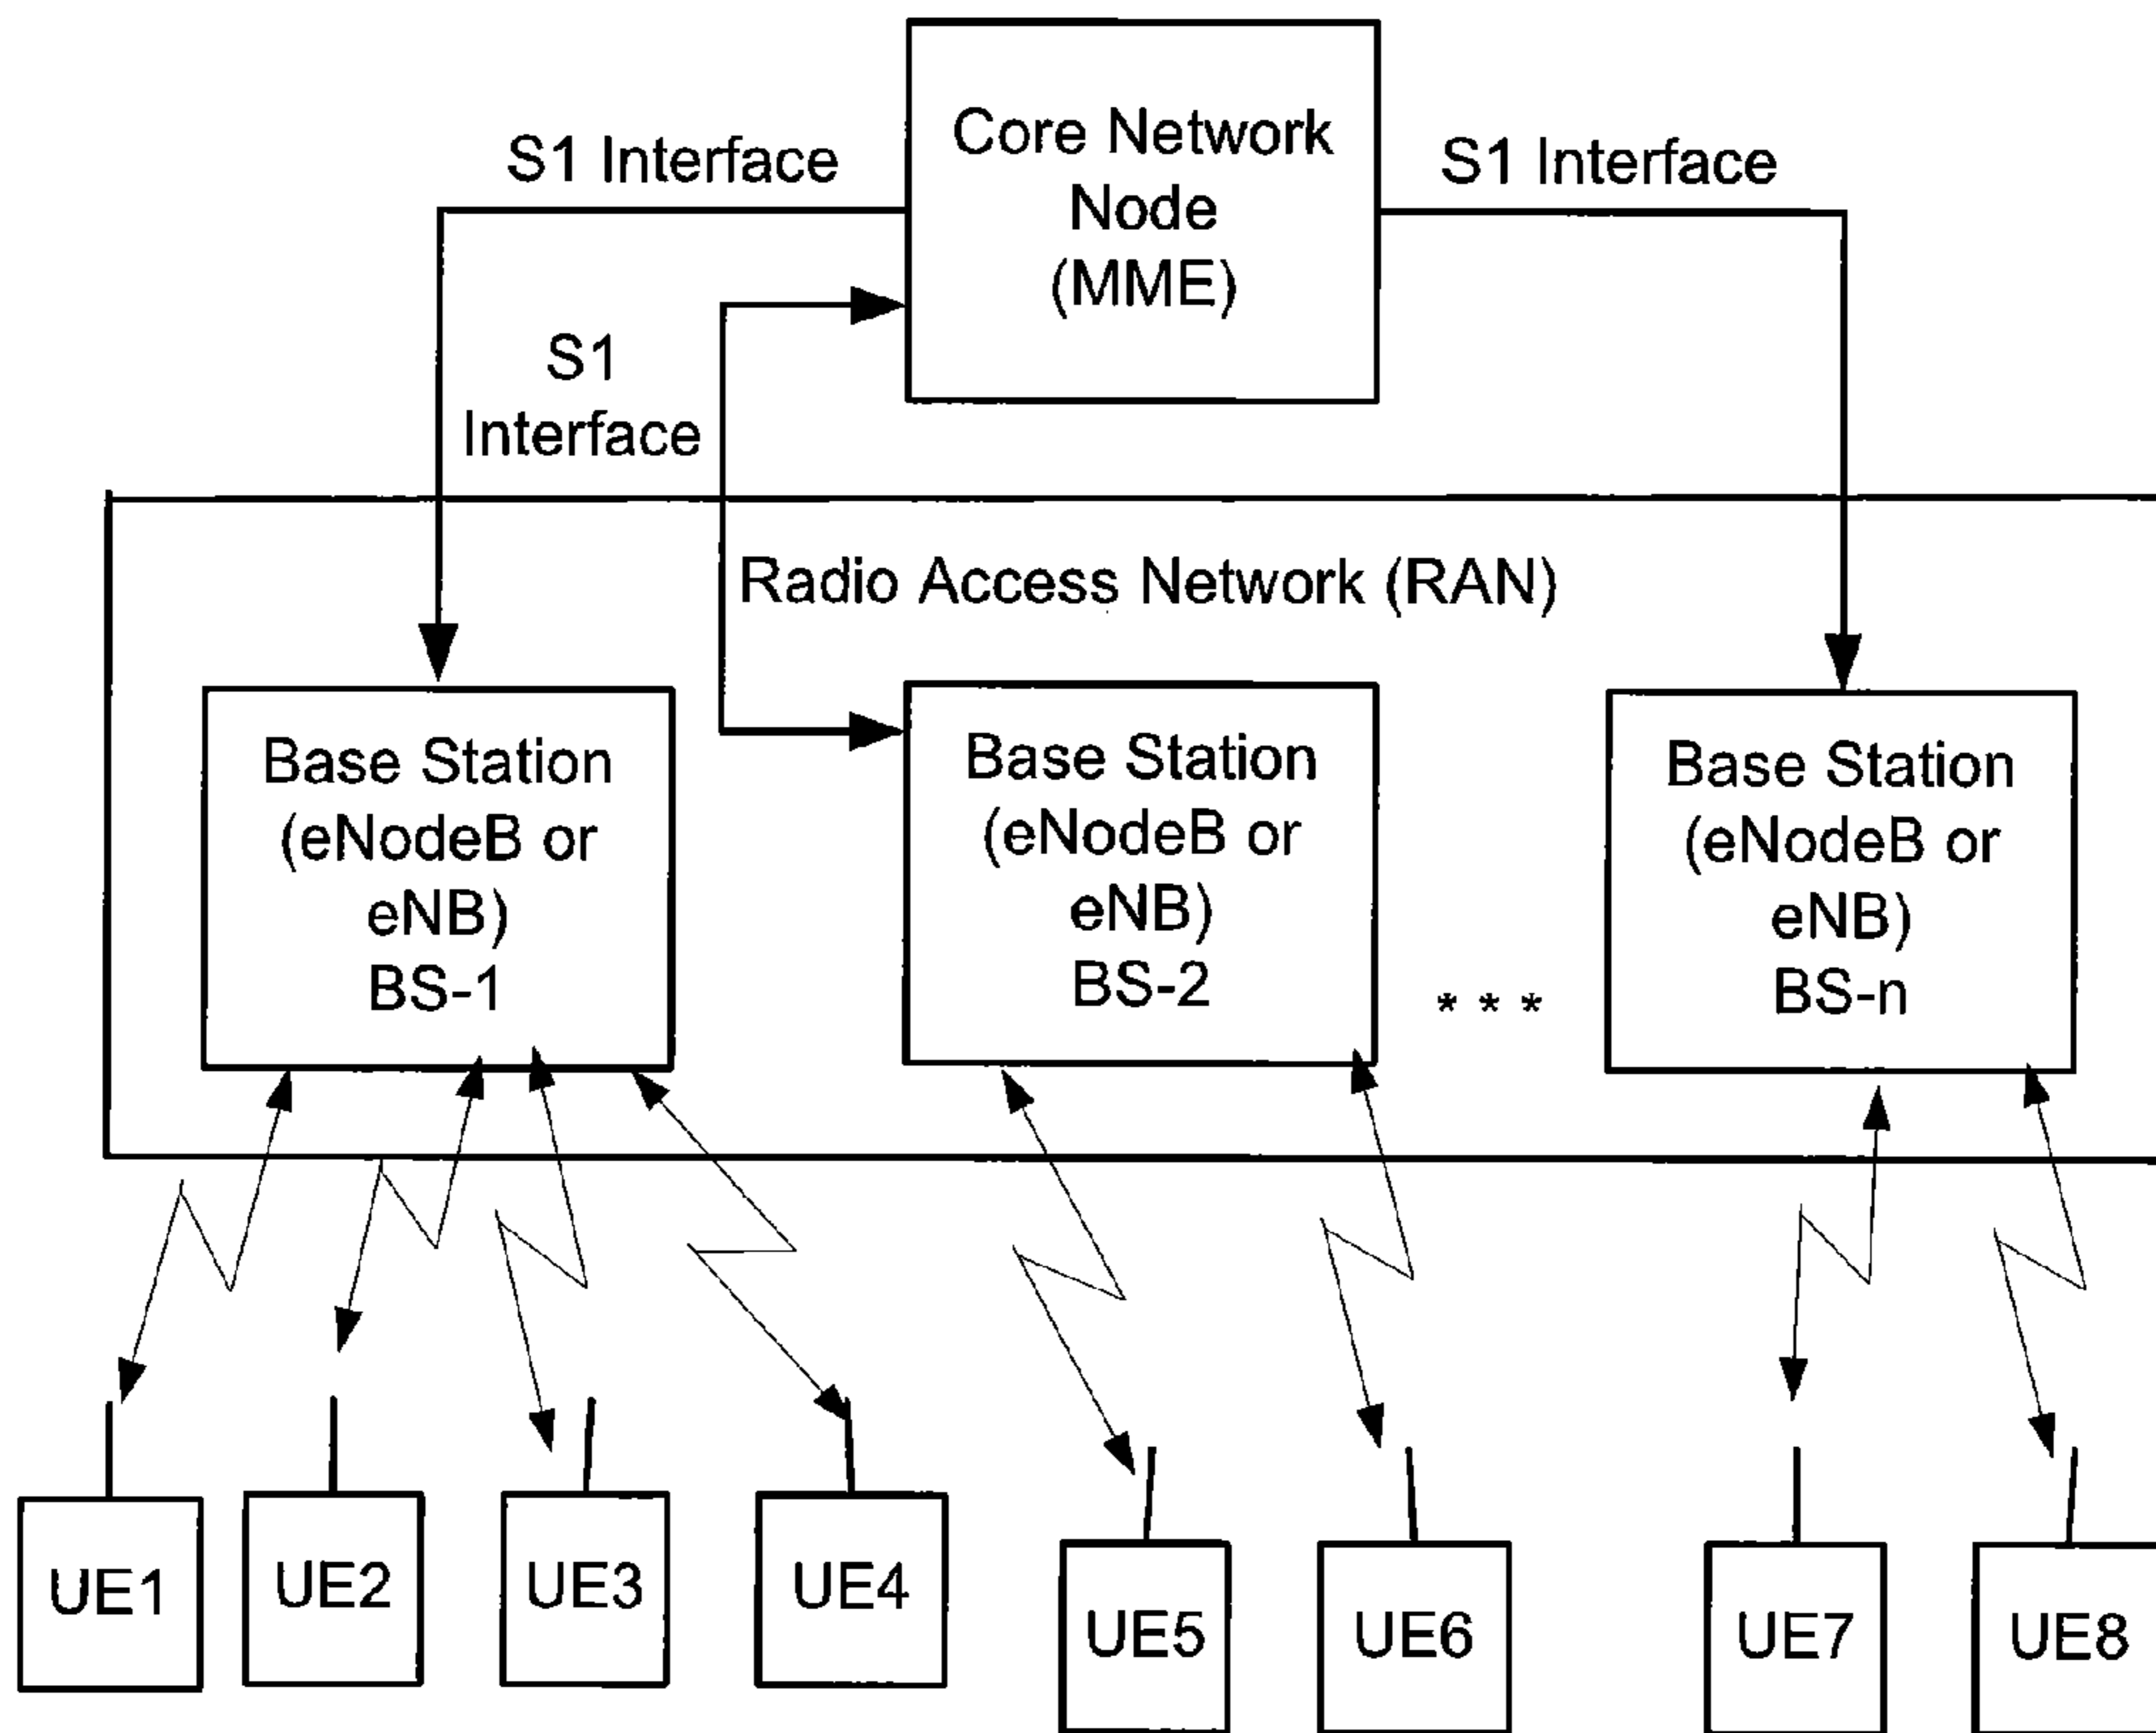 S1 Interface
Core Network
Node
(MME)
S1 Interface
S1
Interface
Radio Access Network (RAN)
Base Station
(eNodeB or
eNB)
BS-1
Base Station
(eNodeB or
eNB)
BS-2
* * *
Base Station
(eNodeB or
eNB)
BS-n
UE1
UE2
UE3
UE4
UE5
UE6
UE7
UE8